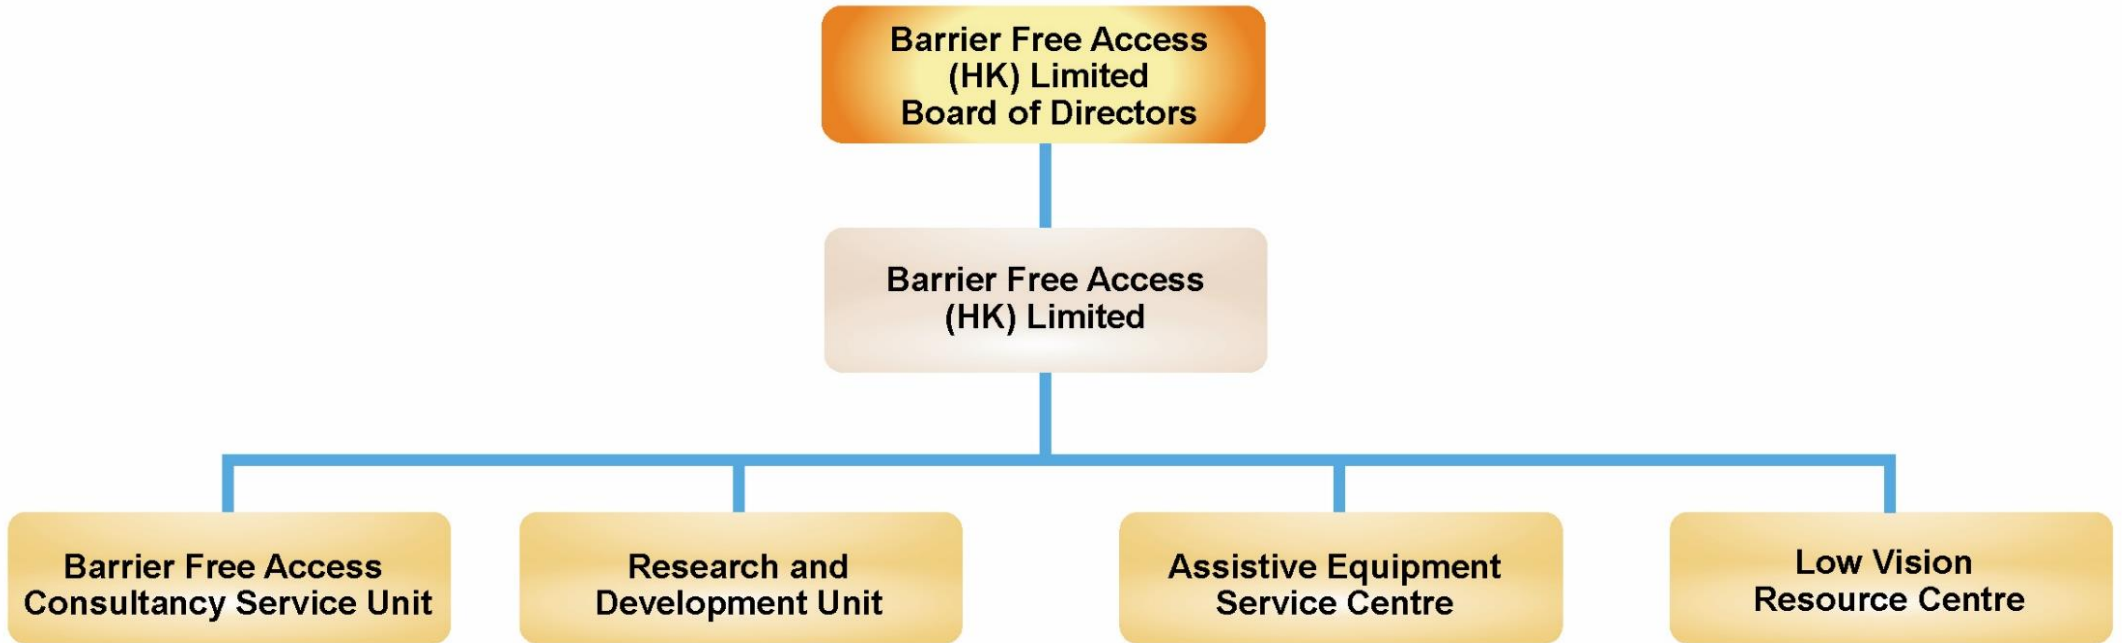 Barrier Free Access
(HK) Limited
Board of Directors
Barrier Free Access
(HK) Limited
Barrier Free Access
Consultancy Service Unit
Research and
Development Unit
Assistive Equipment
Service Centre
Low Vision
Resource Centre